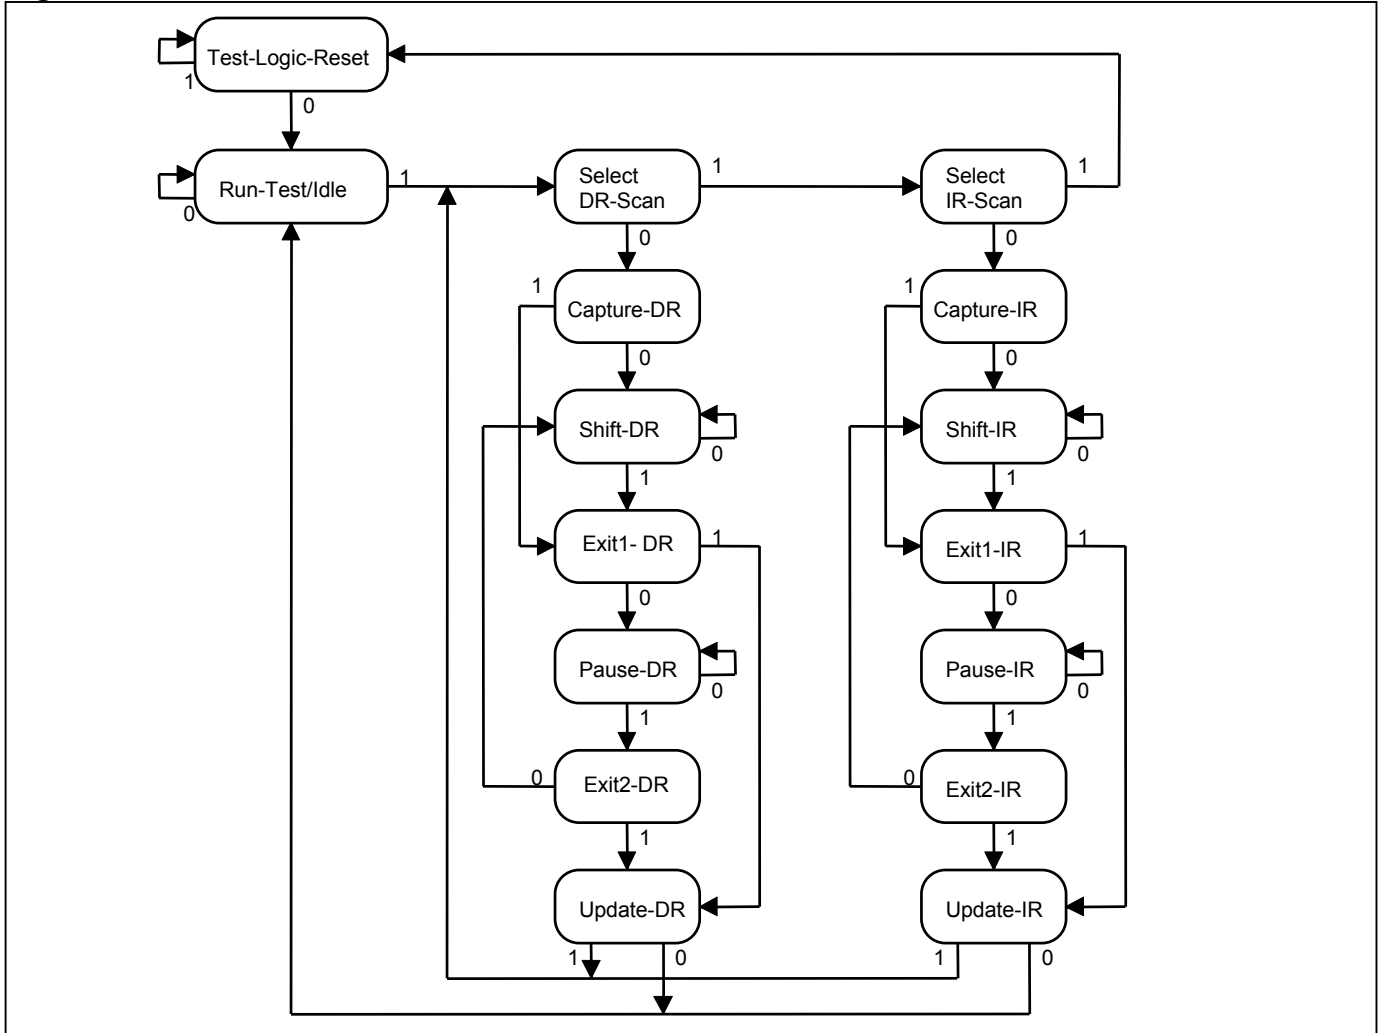 Test-Logic-Reset
1
0
Run-Test/Idle
0
1
Select
DR-Scan
1
Select
IR-Scan
1
0
0
1
Capture-DR
0
1
Capture-IR
0
Shift-DR
0
1
Shift-IR
0
1
Exit1- DR
1
0
Exit1-IR
1
0
Pause-DR
0
1
Pause-IR
0
1
0
Exit2-DR
1
0
Exit2-IR
1
Update-DR
1
0
Update-IR
1
0